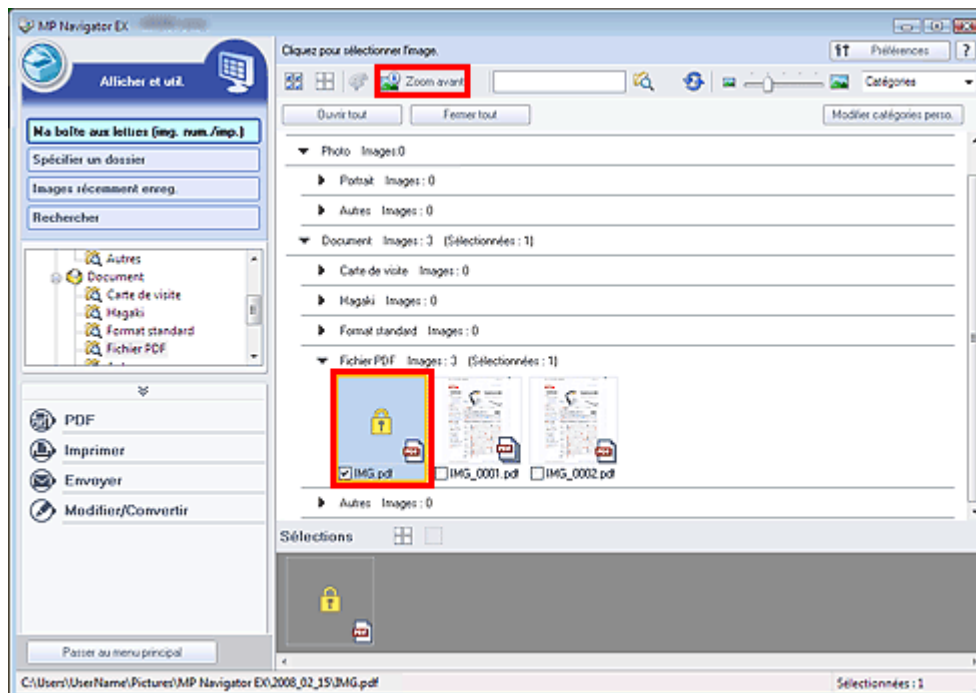 MP Navigator EX
Afficher et util.
Cliquez pour sélectionner l'image.
Préférences
?
Zoom avant
Catégories
Ouvrir tout
Fermer tout
Modifier catégories perso.
Ma boîte aux lettres (img. num./imp.)
Spécifier un dossier
Images récemment enreg.
Rechercher
Autres
Document
Carte de visite
Hagaki
Format standard
Fichier PDF
PDF
Imprimer
Envoyer
Modifier/Convertir
Passer au menu principal
Photo Images:0
Portrait Images : 0
Autres Images : 0
Document Images : 3 (Sélectionnées : 1)
Carte de visite Images : 0
Hagaki Images : 0
Format standard Images : 0
Fichier PDF Images : 3 (Sélectionnées : 1)
PDF PDF PDF
IMG.pdf IMG_0001.pdf IMG_0002.pdf
Autres Images : 0
Sélections
PDF
C:\Users\UserName\Pictures\MP Navigator EX\2008_02_15\IMG.pdf
Sélectionnées : 1